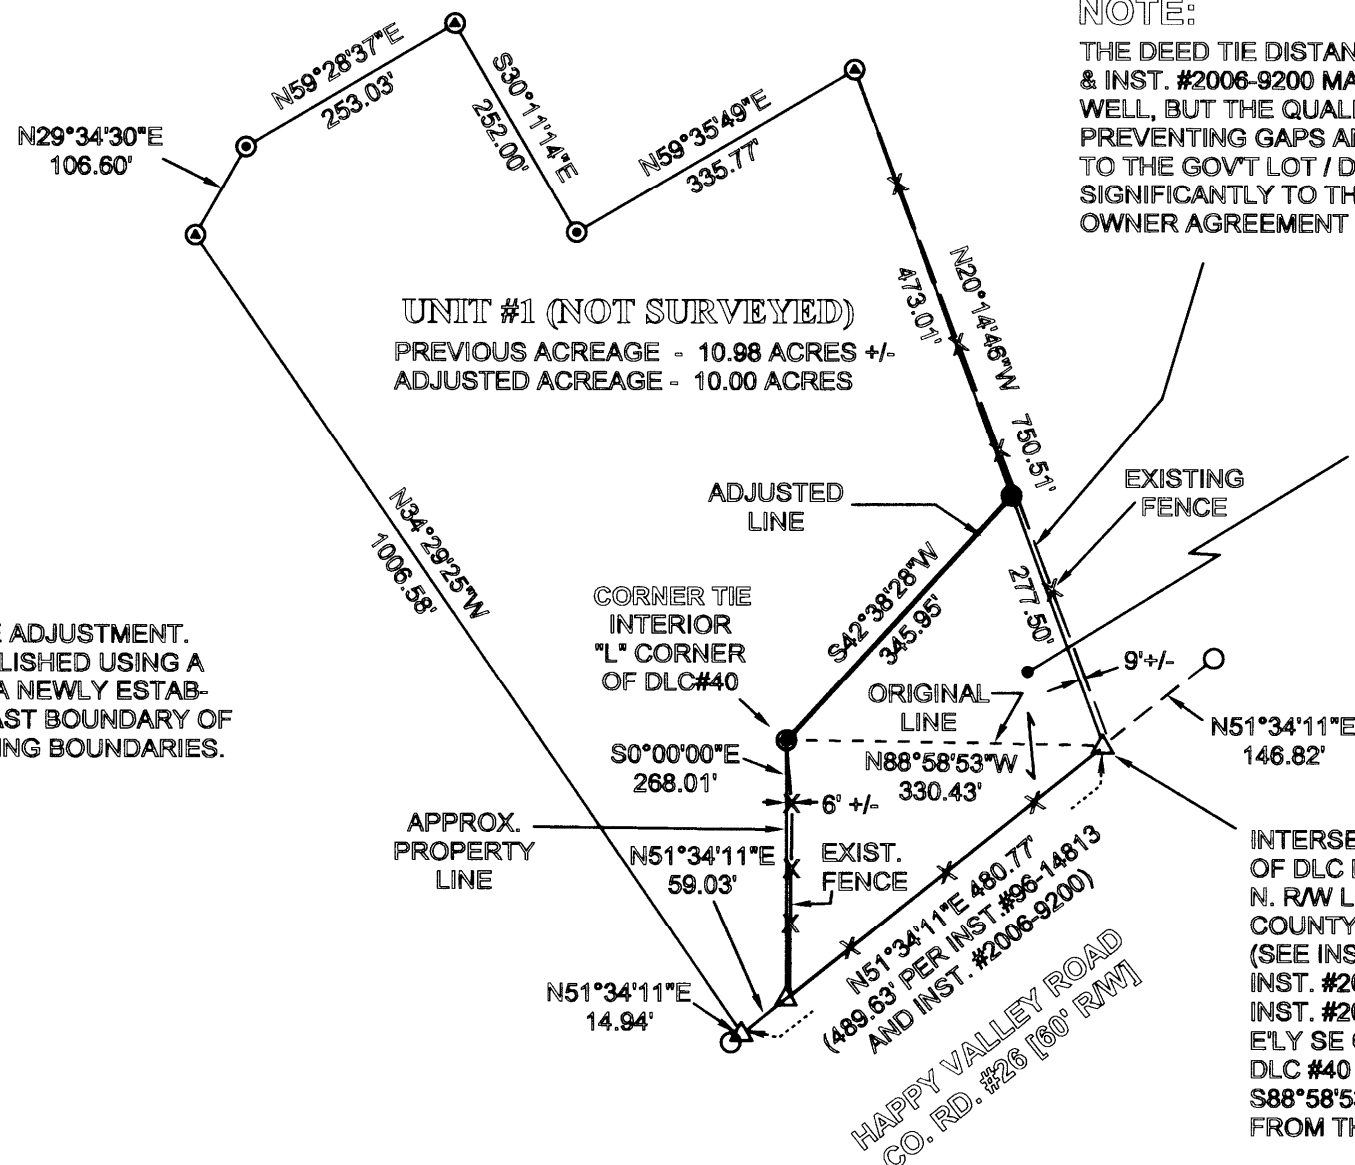 NOTE:
THE DEED TIE DISTAN
& INST. #2006-9200 MA
WELL, BUT THE QUALI
PREVENTING GAPS A
TO THE GOV'T LOT / D
SIGNIFICANTLY TO TH
OWNER AGREEMENT
N59°28'37"E
253.03'
S30°11'14"E
252.00'
N59°35'49"E
335.77'
N29°34'30"E
106.60'
N20°14'46"W 750.51'
473.01'
UNIT #1 (NOT SURVEYED)
PREVIOUS ACREAGE - 10.98 ACRES +/-
ADJUSTED ACREAGE - 10.00 ACRES
ADJUSTED
LINE
EXISTING
FENCE
N34°29'25"W
1006.58'
S42°38'28"W
345.95'
277.50'
CORNER TIE
INTERIOR
"L" CORNER
OF DLC#40
E ADJUSTMENT.
LISHED USING A
A NEWLY ESTAB-
AST BOUNDARY OF
ING BOUNDARIES.
9'+/-
ORIGINAL
LINE
N51°34'11"E
146.82'
S0°00'00"E
268.01'
N88°58'53"W
330.43'
6' +/-
APPROX.
PROPERTY
LINE
N51°34'11"E
59.03'
EXIST.
FENCE
N51°34'11"E 480.77'
(489.63' PER INST.#96-14813
AND INST. #2006-9200)
N51°34'11"E
14.94'
HAPPY VALLEY ROAD
CO. RD. #26 [60' R/W]
INTERSE
OF DLC
N. R/W L
COUNTY
(SEE INS
INST. #20
INST. #20
E'LY SE
DLC #40
S88°58'5
FROM TH